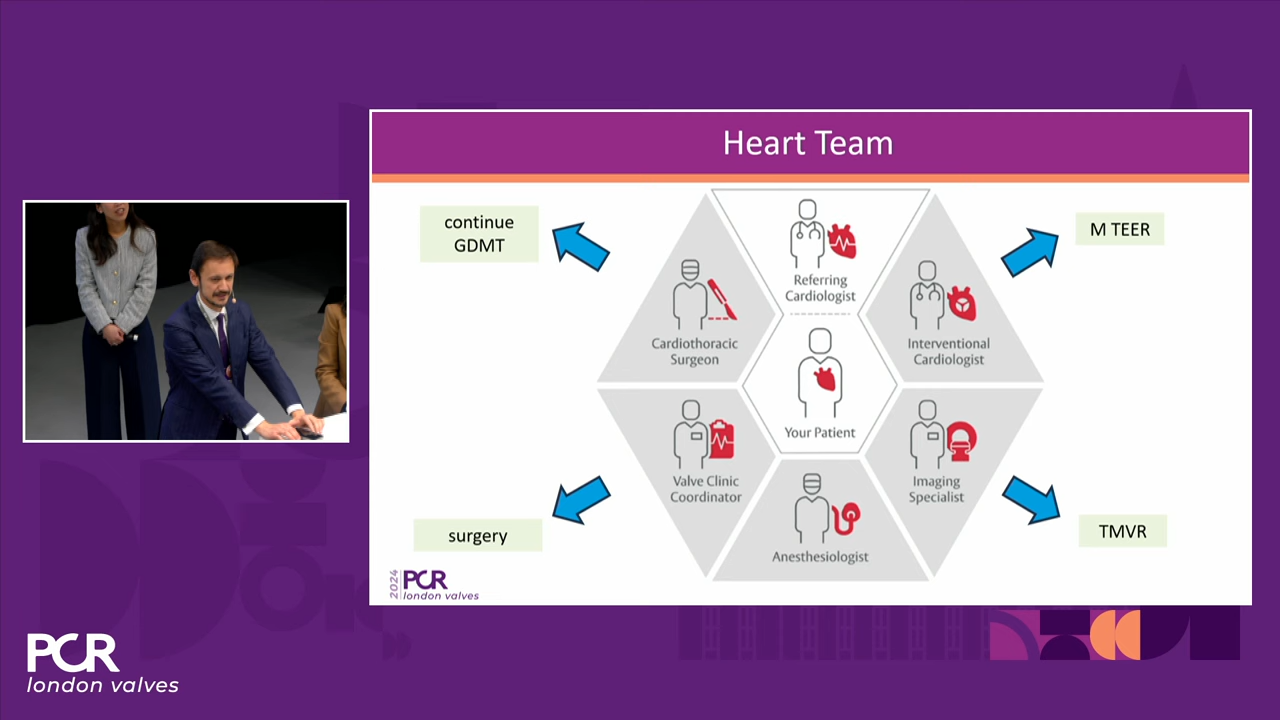 Heart Team
continue
GDMT
M TEER
Referring
Cardiologist
Cardiothoracic
Surgeon
Interventional
Cardiologist
Your Patient
Valve Clinic
Coordinator
Imaging
Specialist
Anesthesiologist
surgery
TMVR
2024
PCR
london valves
PCR
london valves